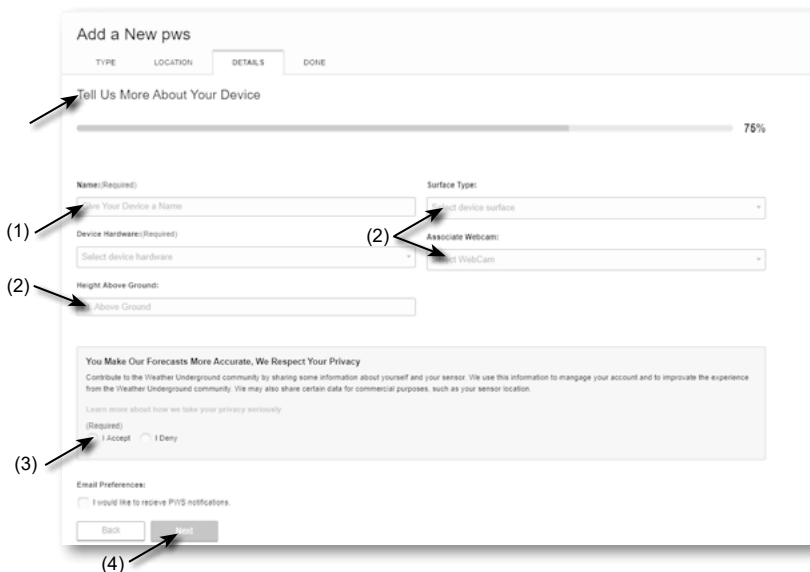 Add a New pws
TYPE LOCATION DETAILS DONE
Tell Us More About Your Device
75%
Name:(Required)
Give Your Device a Name
(1)
Device Hardware:(Required)
Select device hardware
Height Above Ground:
(2)
Above Ground
Surface Type:
Select device surface
(2)
Associate Webcam:
Select WebCam
You Make Our Forecasts More Accurate, We Respect Your Privacy
Contribute to the Weather Underground community by sharing some information about yourself and your sensor. We use this information to mangage your account and to improvate the experience
from the Weather Underground community. We may also share certain data for commercial purposes, such as your sensor location.
Learn more about how we take your privacy seriously
(Required)
I Accept I Deny
(3)
Email Preferences:
I would like to recieve PWS notifications.
Back Next
(4)